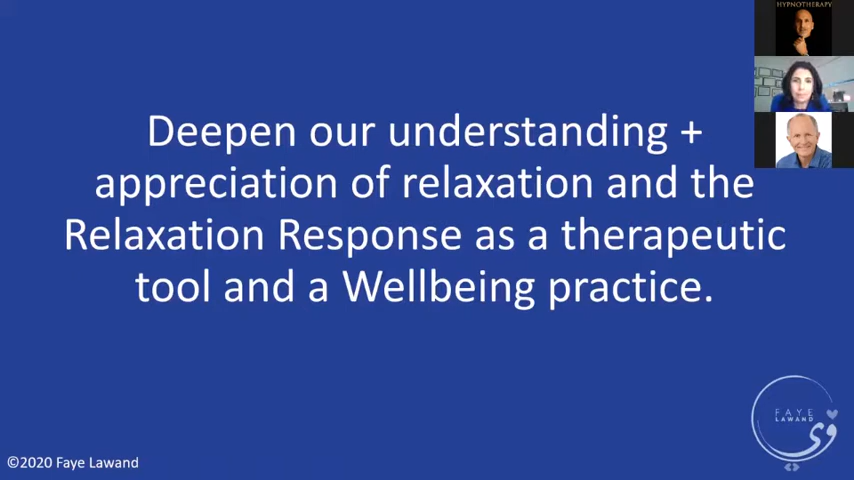 HYPNOTHERAPY
Deepen our understanding +
appreciation of relaxation and the
Relaxation Response as a therapeutic
tool and a Wellbeing practice.
FAYE
LAWAND
©2020 Faye Lawand